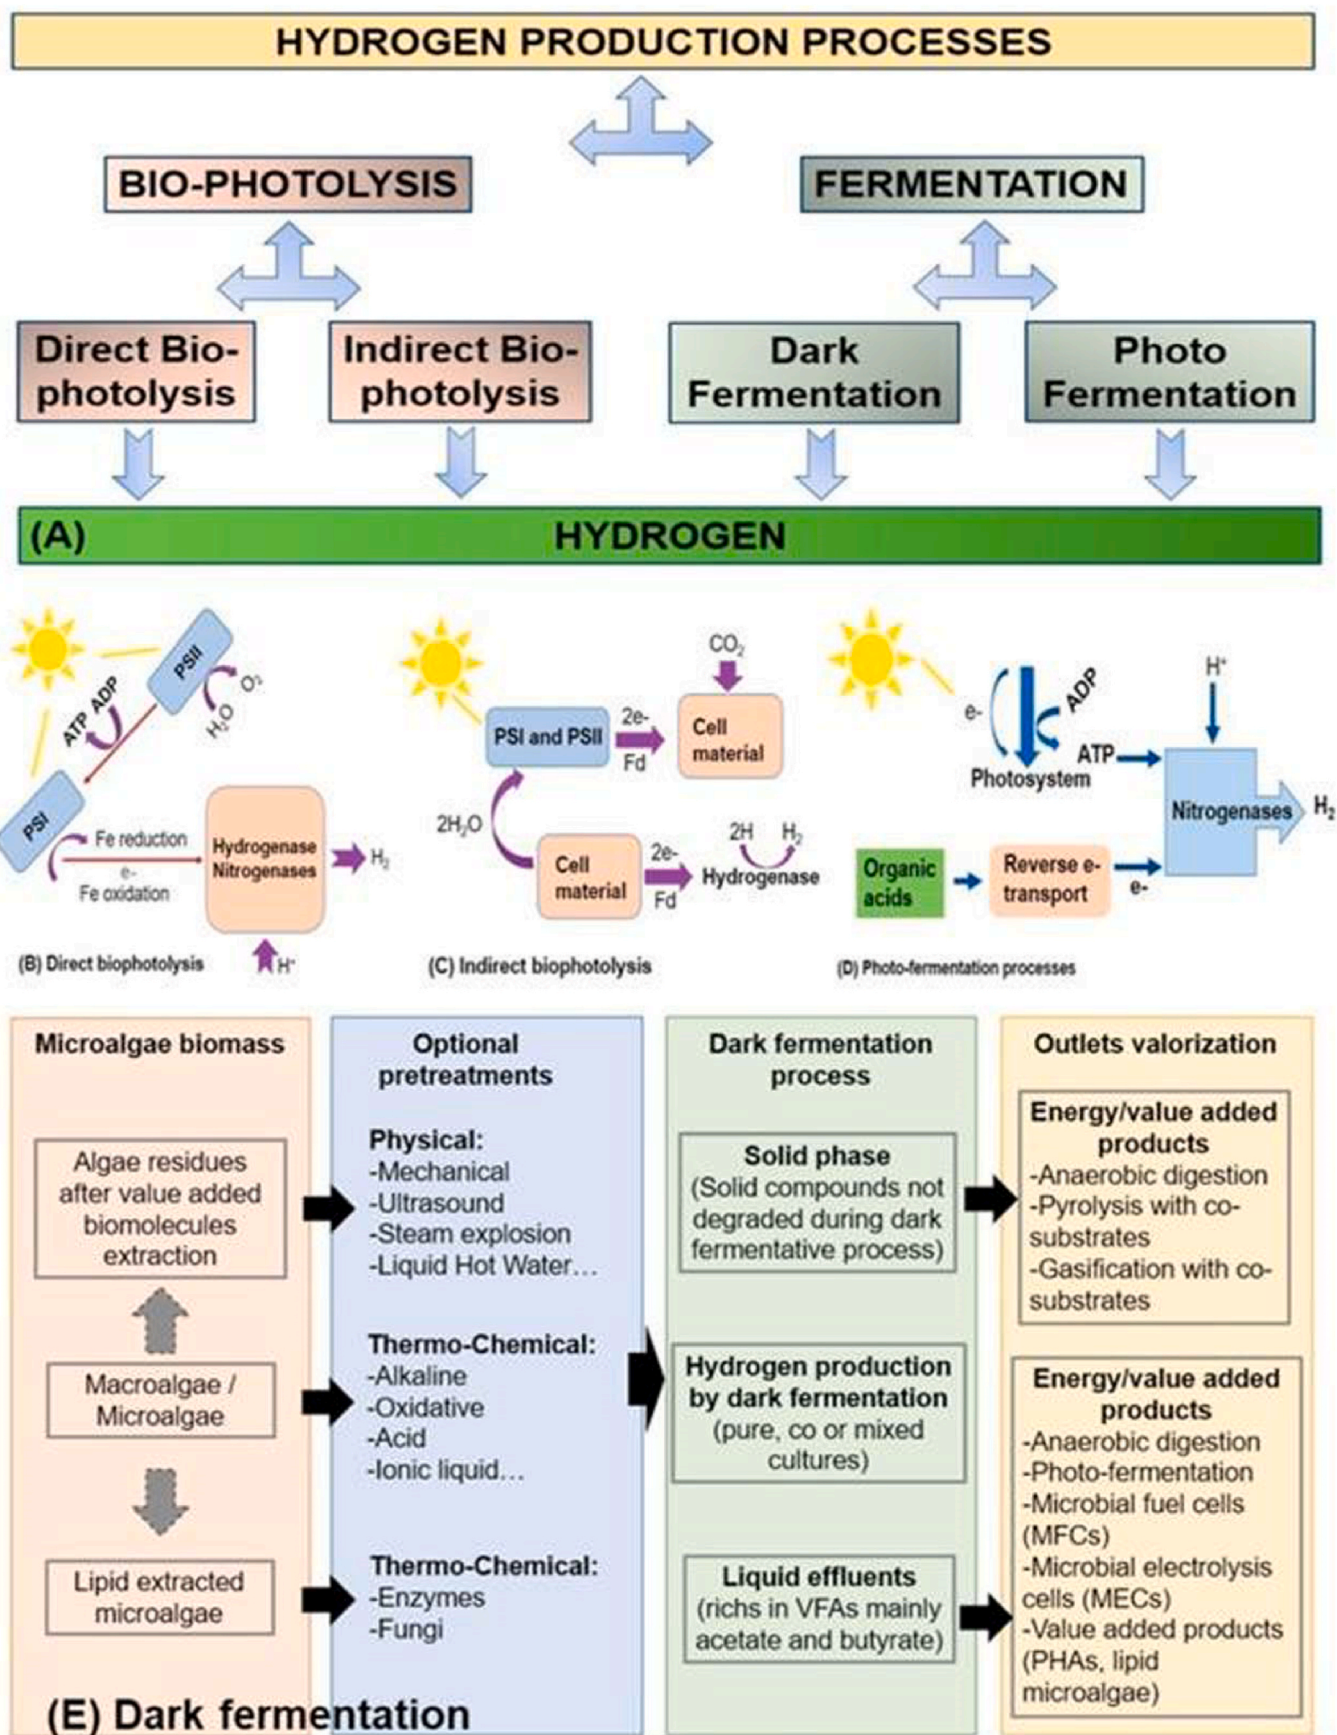 HYDROGEN PRODUCTION PROCESSES
BIO-PHOTOLYSIS
FERMENTATION
Direct Bio-
photolysis
Indirect Bio-
photolysis
Dark
Fermentation
Photo
Fermentation
(A)
HYDROGEN
PSII
O₂
H₂O
ADP
ATP
PSI
Fe reduction
e-
Fe oxidation
Hydrogenase
Nitrogenases
H₂
H⁺
(B) Direct biophotolysis
CO₂
PSI and PSII
2e-
Fd
Cell
material
2H₂O
Cell
material
2e-
Fd
2H
H₂
Hydrogenase
(C) Indirect biophotolysis
e-
ADP
ATP
Photosystem
H⁺
Nitrogenases
H₂
Organic
acids
Reverse e-
transport
e-
(D) Photo-fermentation processes
Microalgae biomass
Algae residues
after value added
biomolecules
extraction
Macroalgae /
Microalgae
Lipid extracted
microalgae
Optional
pretreatments
Physical:
-Mechanical
-Ultrasound
-Steam explosion
-Liquid Hot Water…
Thermo-Chemical:
-Alkaline
-Oxidative
-Acid
-Ionic liquid…
Thermo-Chemical:
-Enzymes
-Fungi
Dark fermentation
process
Solid phase
(Solid compounds not
degraded during dark
fermentative process)
Hydrogen production
by dark fermentation
(pure, co or mixed
cultures)
Liquid effluents
(richs in VFAs mainly
acetate and butyrate)
Outlets valorization
Energy/value added
products
-Anaerobic digestion
-Pyrolysis with co-
substrates
-Gasification with co-
substrates
Energy/value added
products
-Anaerobic digestion
-Photo-fermentation
-Microbial fuel cells
(MFCs)
-Microbial electrolysis
cells (MECs)
-Value added products
(PHAs, lipid
microalgae)
(E) Dark fermentation